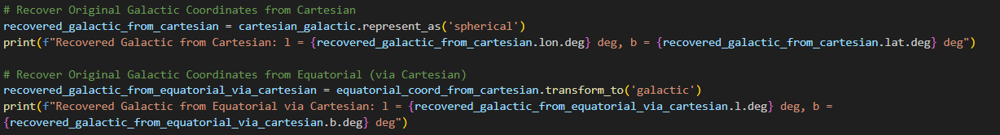 # Recover Original Galactic Coordinates from Cartesian
recovered_galactic_from_cartesian = cartesian_galactic.represent_as('spherical')
print(f"Recovered Galactic from Cartesian: l = {recovered_galactic_from_cartesian.lon.deg} deg, b = {recovered_galactic_from_cartesian.lat.deg} deg")
# Recover Original Galactic Coordinates from Equatorial (via Cartesian)
recovered_galactic_from_equatorial_via_cartesian = equatorial_coord_from_cartesian.transform_to('galactic')
print(f"Recovered Galactic from Equatorial via Cartesian: l = {recovered_galactic_from_equatorial_via_cartesian.l.deg} deg, b =
{recovered_galactic_from_equatorial_via_cartesian.b.deg} deg")